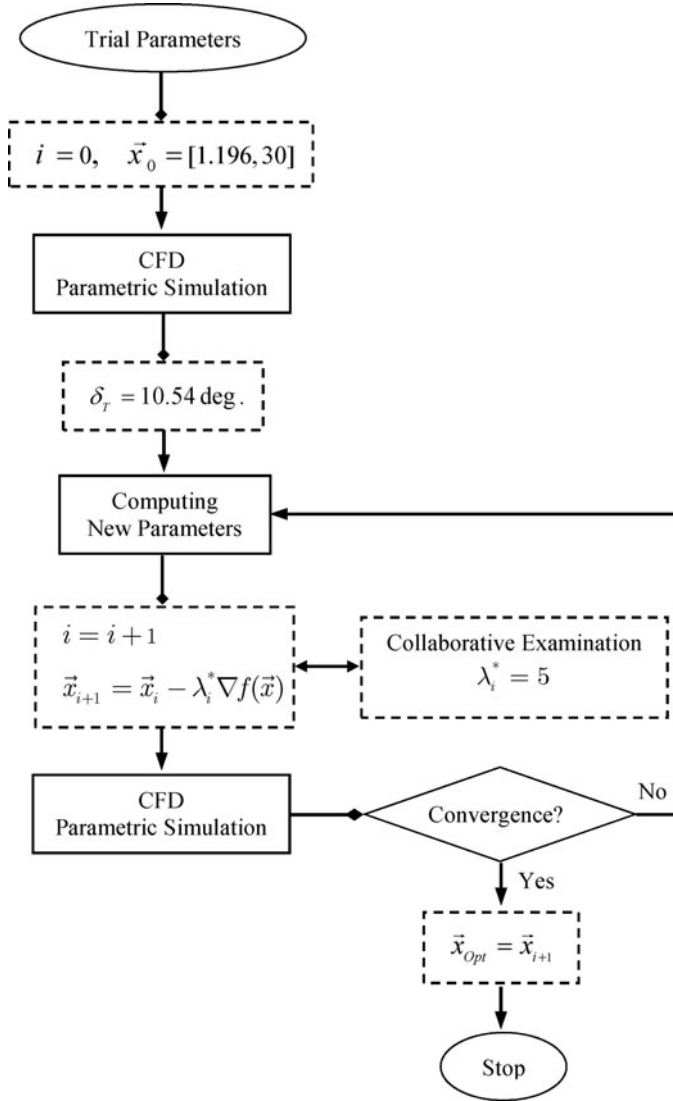 Trial Parameters
i = 0, x⃗₀ = [1.196, 30]
CFD
Parametric Simulation
δ_T = 10.54 deg.
Computing
New Parameters
i = i + 1
x⃗ᵢ₊₁ = x⃗ᵢ − λᵢ* ∇f(x⃗)
Collaborative Examination
λᵢ* = 5
CFD
Parametric Simulation
Convergence?
No
Yes
x⃗_Opt = x⃗ᵢ₊₁
Stop